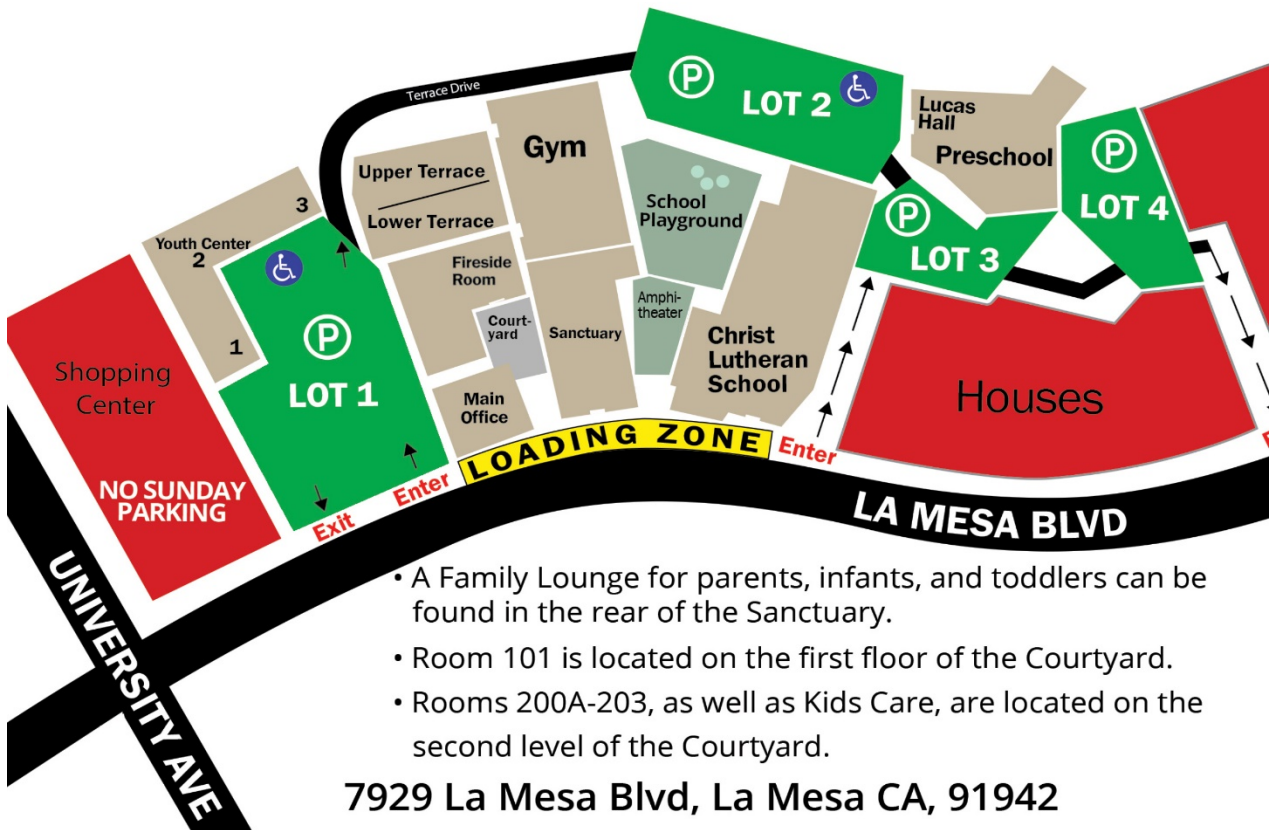 Terrace Drive
P
LOT 2
Lucas
Hall
Preschool
P
LOT 4
Gym
Upper Terrace
Lower Terrace
School
Playground
3
Youth Center
2
1
P
LOT 3
Fireside
Room
Court-
yard
Sanctuary
Amphi-
theater
Christ
Lutheran
School
P
LOT 1
Main
Office
Shopping
Center
NO SUNDAY
PARKING
Houses
Exit
Enter
LOADING ZONE
Enter
LA MESA BLVD
UNIVERSITY AVE
• A Family Lounge for parents, infants, and toddlers can be
found in the rear of the Sanctuary.
• Room 101 is located on the first floor of the Courtyard.
• Rooms 200A-203, as well as Kids Care, are located on the
second level of the Courtyard.
7929 La Mesa Blvd, La Mesa CA, 91942